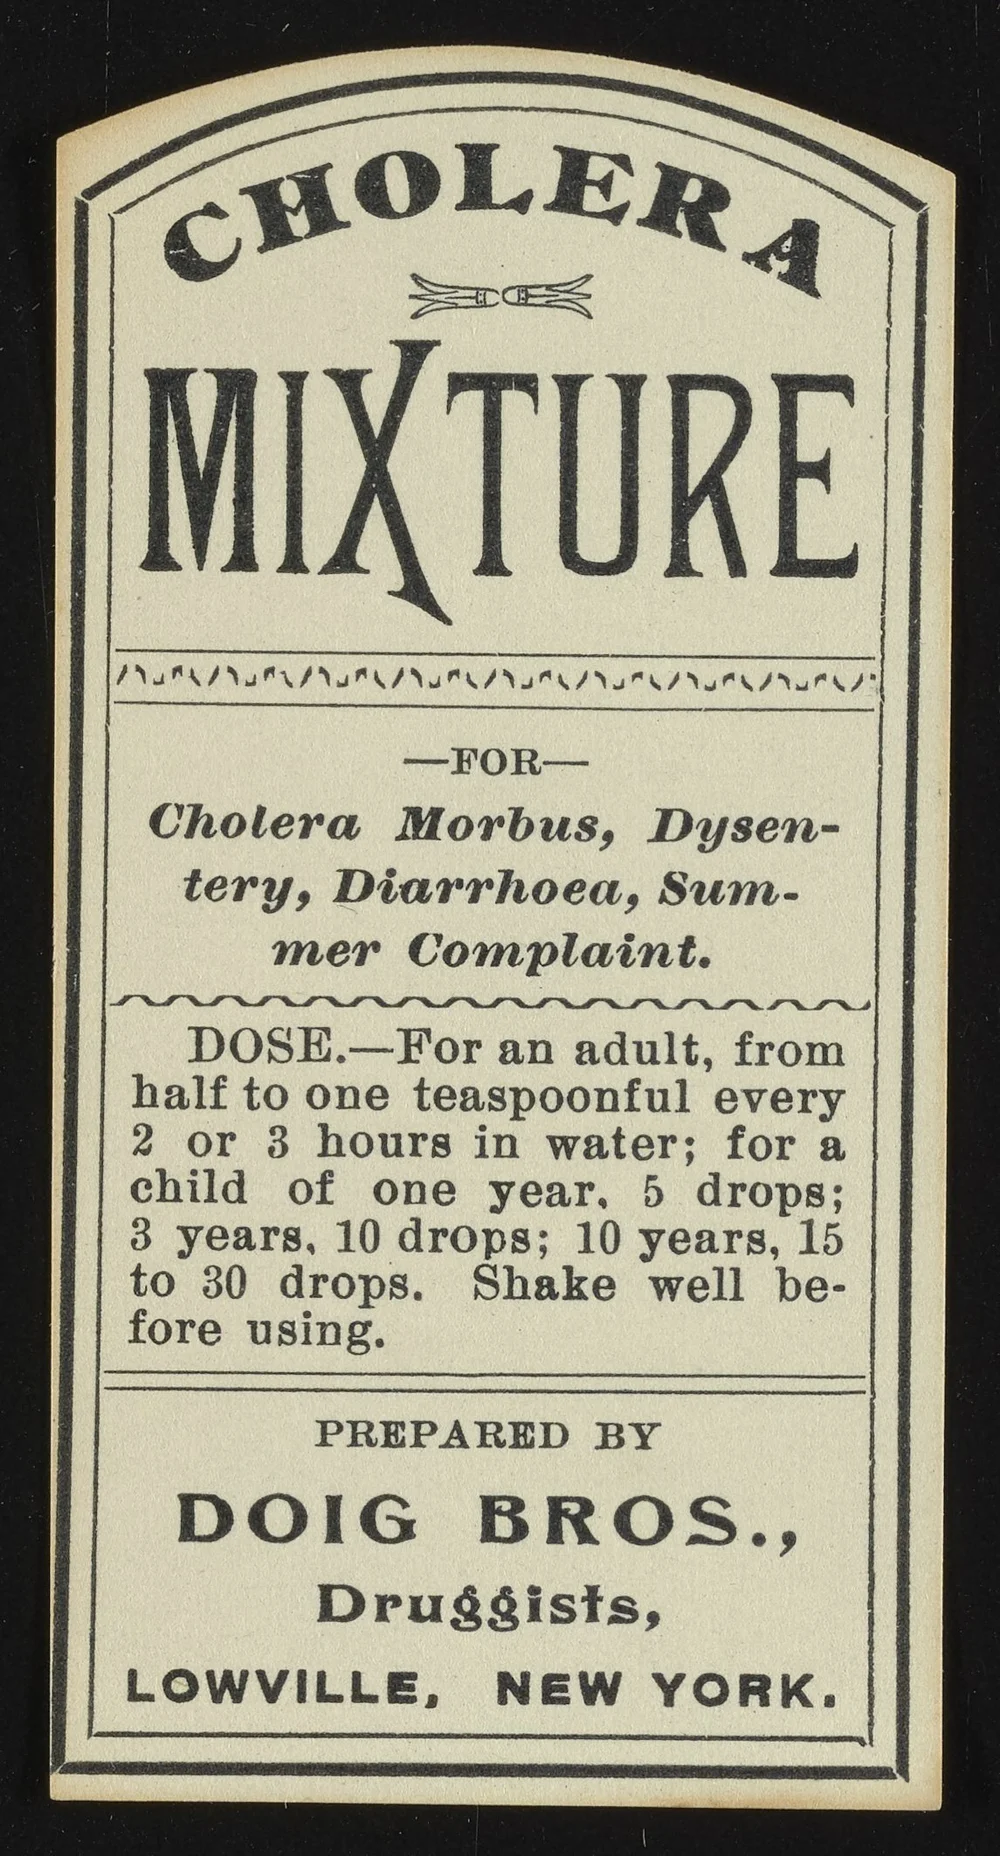 CHOLERA
MIXTURE
—FOR—
Cholera Morbus, Dysen-
tery, Diarrhoea, Sum-
mer Complaint.
DOSE.—For an adult, from
half to one teaspoonful every
2 or 3 hours in water; for a
child of one year, 5 drops;
3 years, 10 drops; 10 years, 15
to 30 drops. Shake well be-
fore using.
PREPARED BY
DOIG BROS.,
Druggists,
LOWVILLE, NEW YORK.